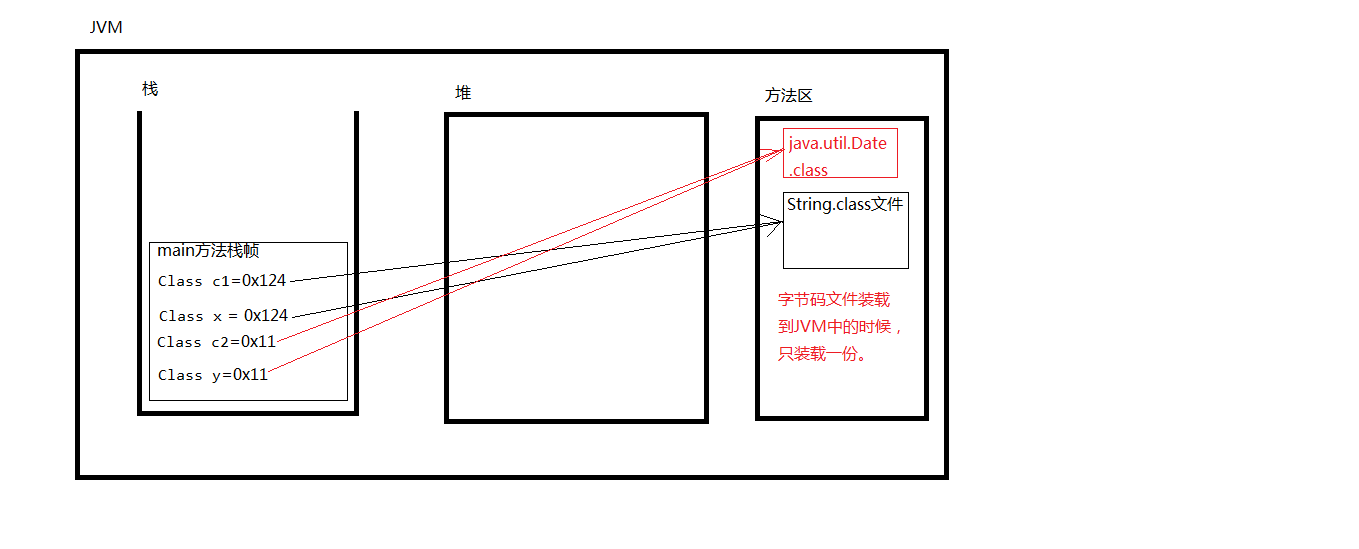 JVM
栈
堆
方法区
main方法栈帧
Class c1=0x124
Class x = 0x124
Class c2=0x11
Class y=0x11
java.util.Date
.class
String.class文件
字节码文件装载
到JVM中的时候，
只装载一份。